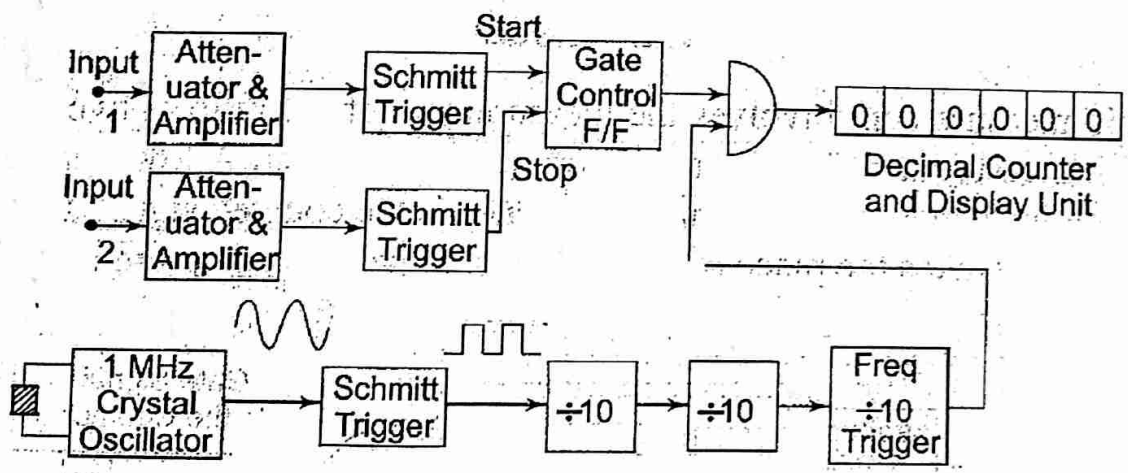 Start
Input
1
Atten-
uator &
Amplifier
Schmitt
Trigger
Gate
Control
F/F
0 0 0 0 0 0
Decimal Counter
and Display Unit
Stop
Input
2
Atten-
uator &
Amplifier
Schmitt
Trigger
1 MHz
Crystal
Oscillator
Schmitt
Trigger
÷10
÷10
Freq
÷10
Trigger